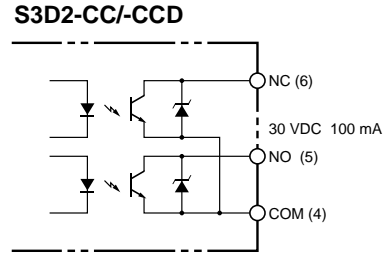 S3D2-CC/-CCD
NC (6)
30 VDC 100 mA
NO (5)
COM (4)